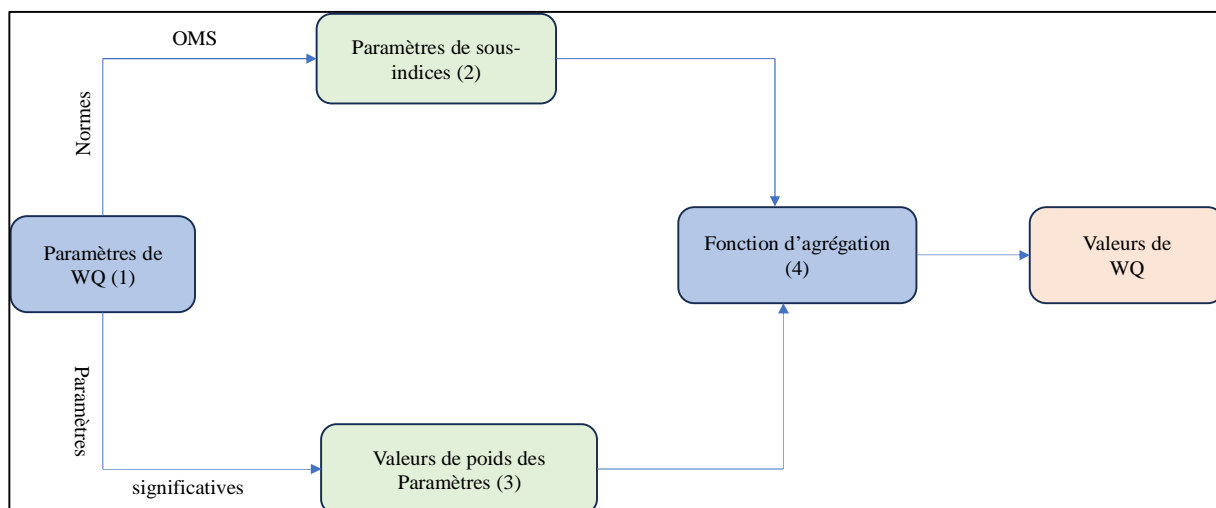 OMS
Paramètres de sous-
indices (2)
Normes
Paramètres de
WQ (1)
Fonction d’agrégation
(4)
Valeurs de
WQ
Paramètres
significatives
Valeurs de poids des
Paramètres (3)